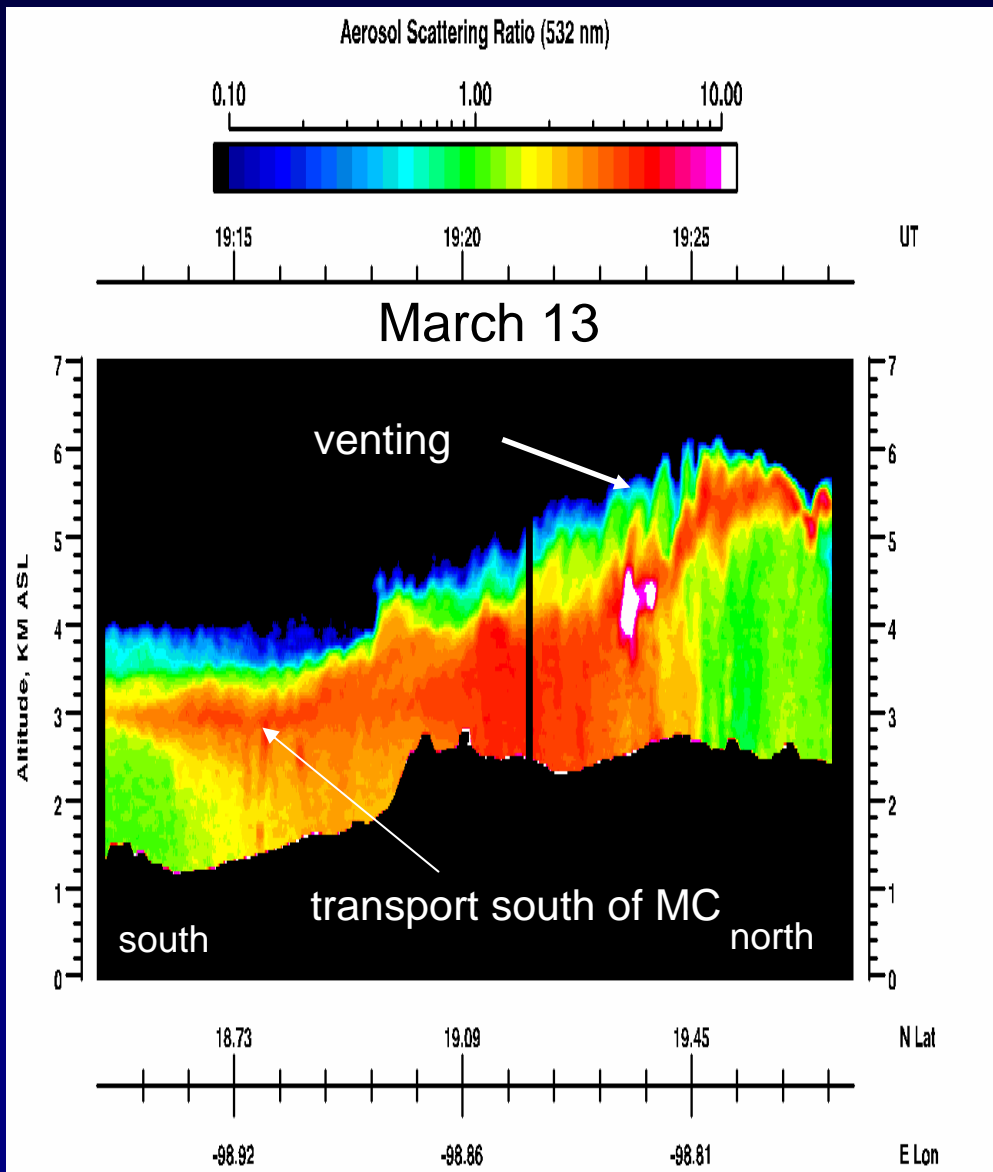 Aerosol Scattering Ratio (532 nm)
0.10 1.00 10.00
19:15 19:20 19:25 UT
March 13
7 7
venting
6 6
5 5
4 4
3 3
2 2
1 1
0 0
Altitude, KM ASL
transport south of MC
south north
18.73 19.09 19.45 N Lat
-98.92 -98.86 -98.81 E Lon